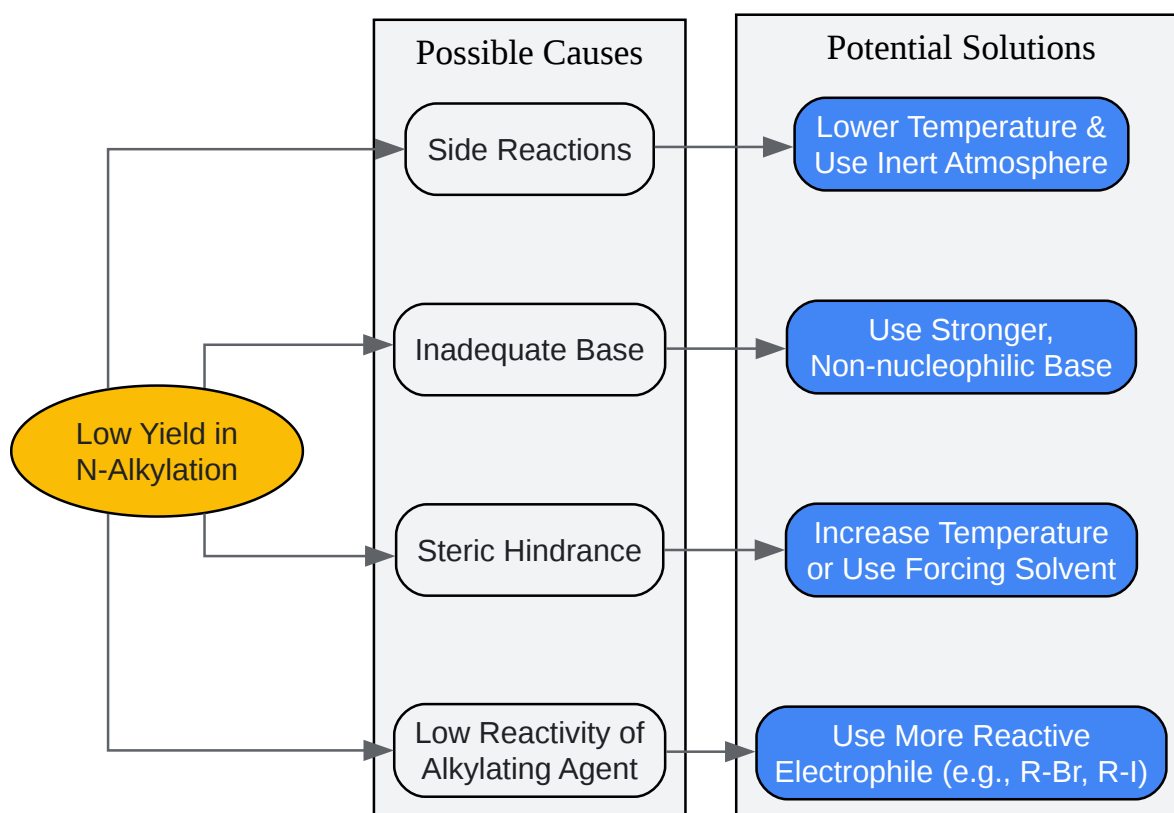 Possible Causes
Potential Solutions
Side Reactions
Lower Temperature &
Use Inert Atmosphere
Inadequate Base
Use Stronger,
Non-nucleophilic Base
Low Yield in
N-Alkylation
Steric Hindrance
Increase Temperature
or Use Forcing Solvent
Low Reactivity of
Alkylating Agent
Use More Reactive
Electrophile (e.g., R-Br, R-I)